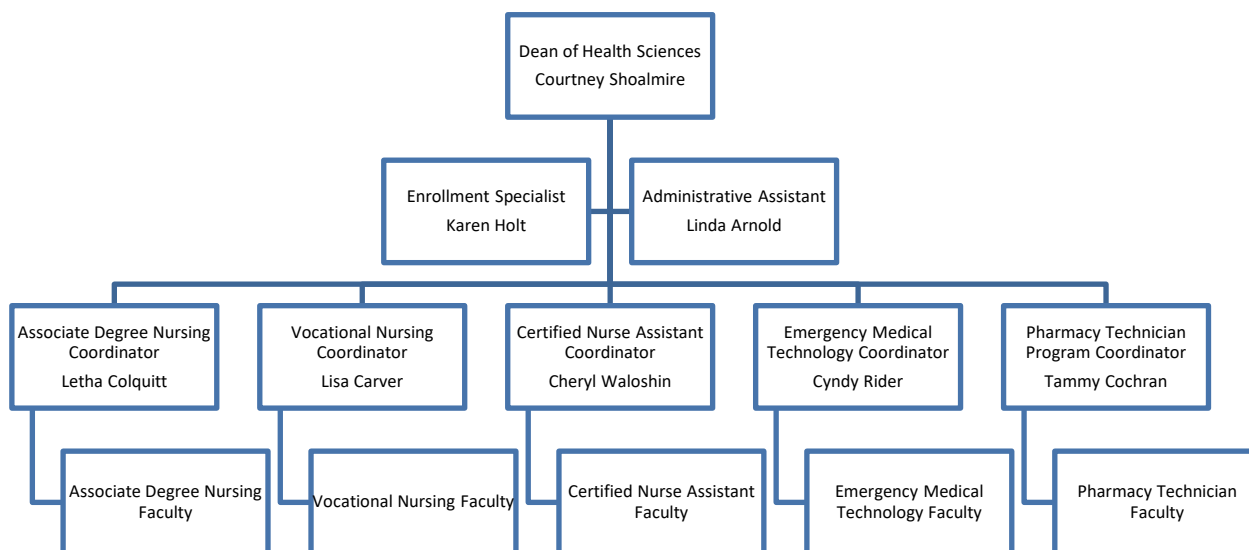 Dean of Health Sciences
Courtney Shoalmire
Enrollment Specialist
Karen Holt
Administrative Assistant
Linda Arnold
Associate Degree Nursing
Coordinator
Letha Colquitt
Vocational Nursing
Coordinator
Lisa Carver
Certified Nurse Assistant
Coordinator
Cheryl Waloshin
Emergency Medical
Technology Coordinator
Cyndy Rider
Pharmacy Technician
Program Coordinator
Tammy Cochran
Associate Degree Nursing
Faculty
Vocational Nursing Faculty
Certified Nurse Assistant
Faculty
Emergency Medical
Technology Faculty
Pharmacy Technician
Faculty